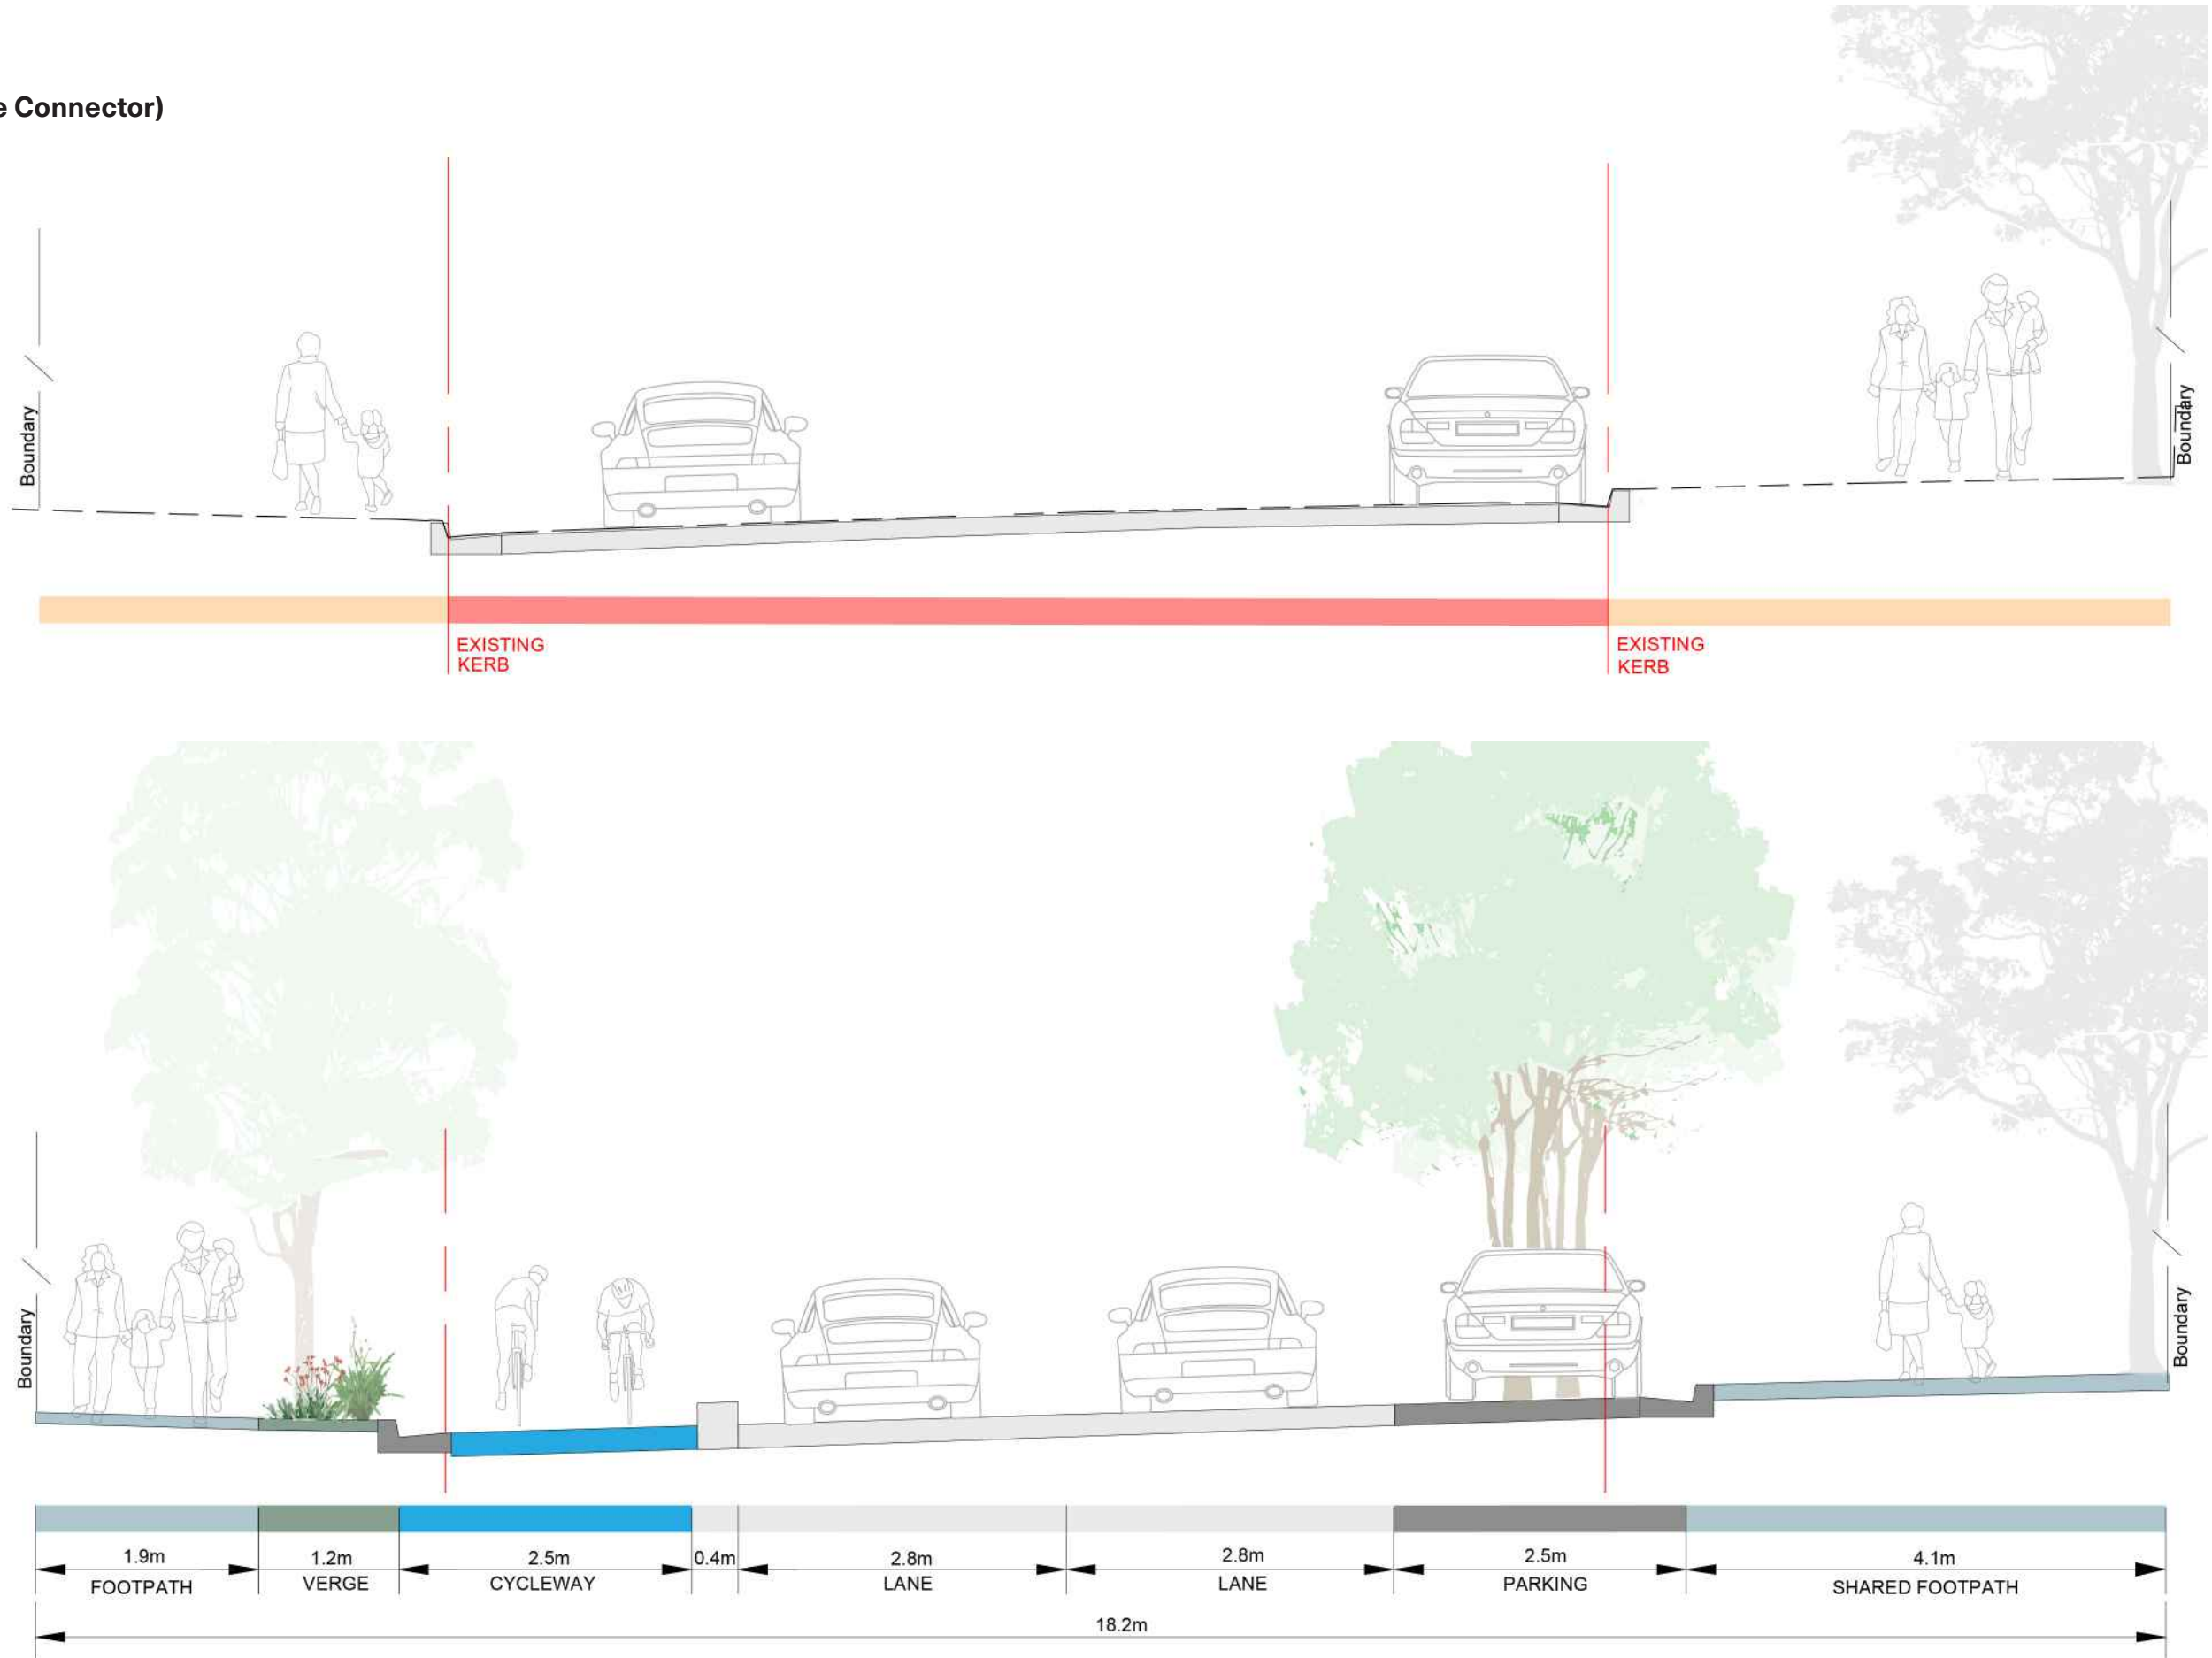 e Connector)
Boundary
Boundary
EXISTING
KERB
EXISTING
KERB
Boundary
Boundary
1.9m
1.2m
2.5m
0.4m
2.8m
2.8m
2.5m
4.1m
FOOTPATH
VERGE
CYCLEWAY
LANE
LANE
PARKING
SHARED FOOTPATH
18.2m